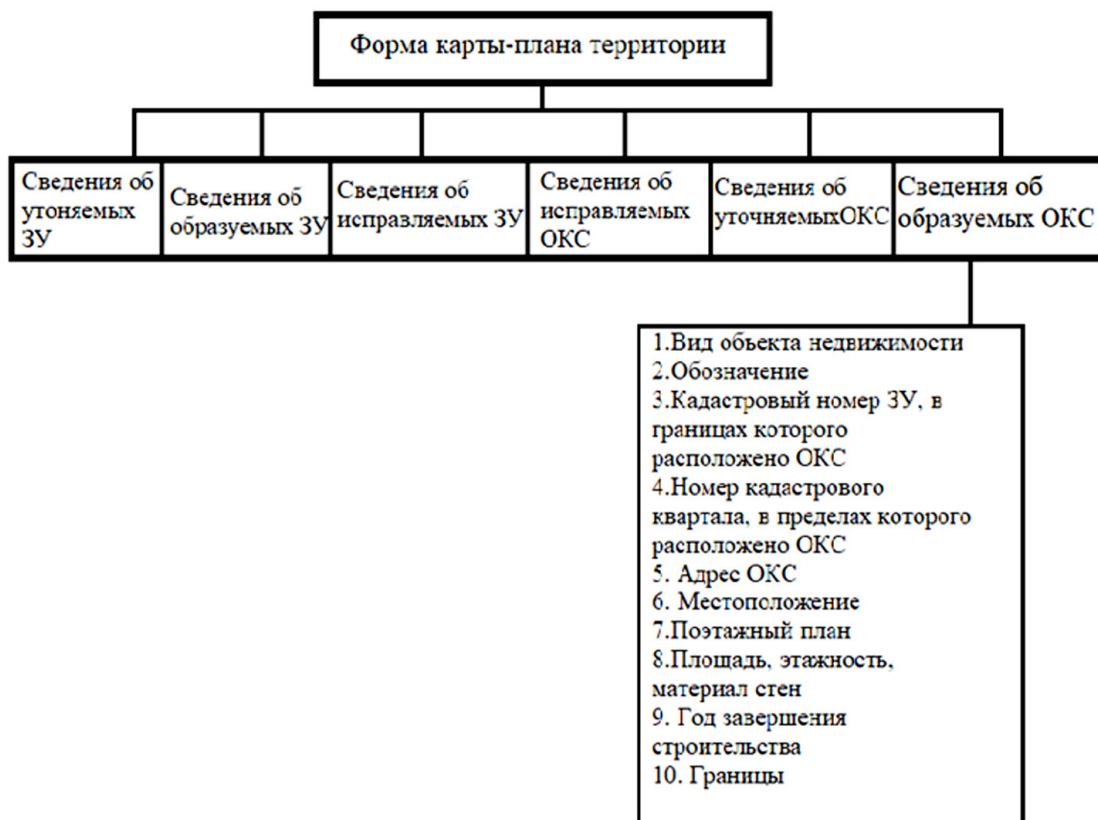 Форма карты-плана территории
Сведения об
утоняемых
ЗУ
Сведения об
образуемых ЗУ
Сведения об
исправляемых ЗУ
Сведения об
исправляемых
ОКС
Сведения об
уточняемыхОКС
Сведения об
образуемых ОКС
1.Вид объекта недвижимости
2.Обозначение
3.Кадастровый номер ЗУ, в
границах которого
расположено ОКС
4.Номер кадастрового
квартала, в пределах которого
расположено ОКС
5. Адрес ОКС
6. Местоположение
7.Поэтажный план
8.Площадь, этажность,
материал стен
9. Год завершения
строительства
10. Границы